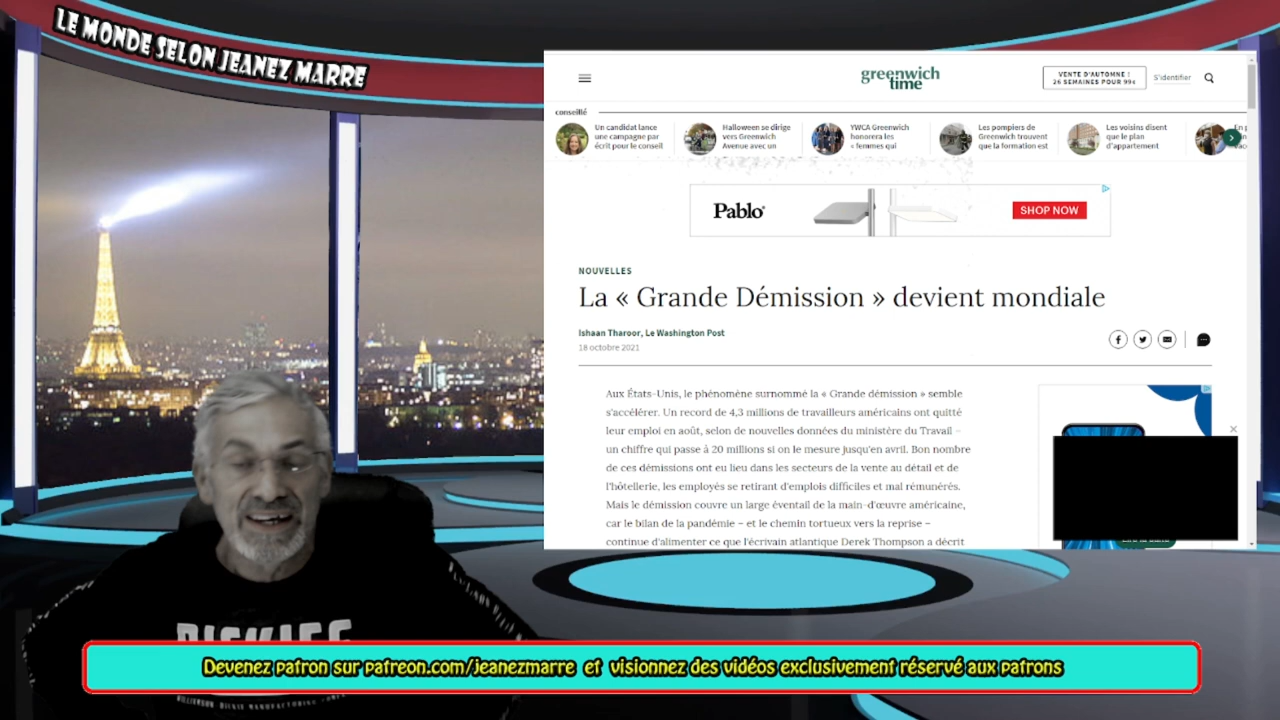 LE MONDE SELON JEANEZ MARRE
greenwich
time
VENTE D'AUTOMNE :
26 SEMAINES POUR 99¢
S'identifier
conseillé
Un candidat lance
une campagne par
écrit pour le conseil
Halloween se dirige
vers Greenwich
Avenue avec un
YWCA Greenwich
honorera les
« femmes qui
Les pompiers de
Greenwich trouvent
que la formation est
Les voisins disent
que le plan
d'appartement
Pablo
SHOP NOW
NOUVELLES
La « Grande Démission » devient mondiale
Ishaan Tharoor, Le Washington Post
18 octobre 2021
Aux États-Unis, le phénomène surnommé la « Grande démission » semble
s'accélérer. Un record de 4,3 millions de travailleurs américains ont quitté
leur emploi en août, selon de nouvelles données du ministère du Travail –
un chiffre qui passe à 20 millions si on le mesure jusqu'en avril. Bon nombre
de ces démissions ont eu lieu dans les secteurs de la vente au détail et de
l'hôtellerie, les employés se retirant d'emplois difficiles et mal rémunérés.
Mais le démission couvre un large éventail de la main-d'œuvre américaine,
car le bilan de la pandémie – et le chemin tortueux vers la reprise –
continue d'alimenter ce que l'écrivain atlantique Derek Thompson a décrit
DICKIES
Devenez patron sur patreon.com/jeanezmarre et visionnez des vidéos exclusivement réservé aux patrons